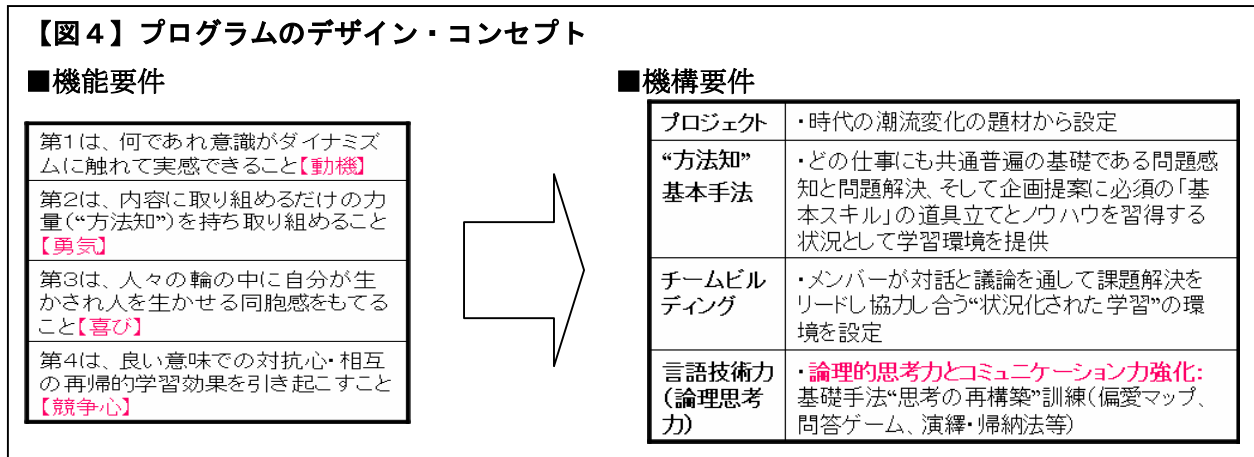 【図４】プログラムのデザイン・コンセプト
■機能要件
第1は、何であれ意識がダイナミズ
ムに触れて実感できること【動機】
第2は、内容に取り組めるだけの力
量(“方法知”)を持ち取り組めること
【勇気】
第3は、人々の輪の中に自分が生
かされ人を生かせる同胞感をもてる
こと【喜び】
第4は、良い意味での対抗心・相互
の再帰的学習効果を引き起こすこと
【競争心】
■機構要件
プロジェクト
・時代の潮流変化の題材から設定
“方法知”
基本手法
・どの仕事にも共通普遍の基礎である問題感
知と問題解決、そして企画提案に必須の「基
本スキル」の道具立てとノウハウを習得する
状況として学習環境を提供
チームビル
ディング
・メンバーが対話と議論を通して課題解決を
リードし協力し合う“状況化された学習”の環
境を設定
言語技術力
(論理思考
力)
・論理的思考力とコミュニケーション力強化:
基礎手法“思考の再構築”訓練(偏愛マップ、
問答ゲーム、演繹・帰納法等)